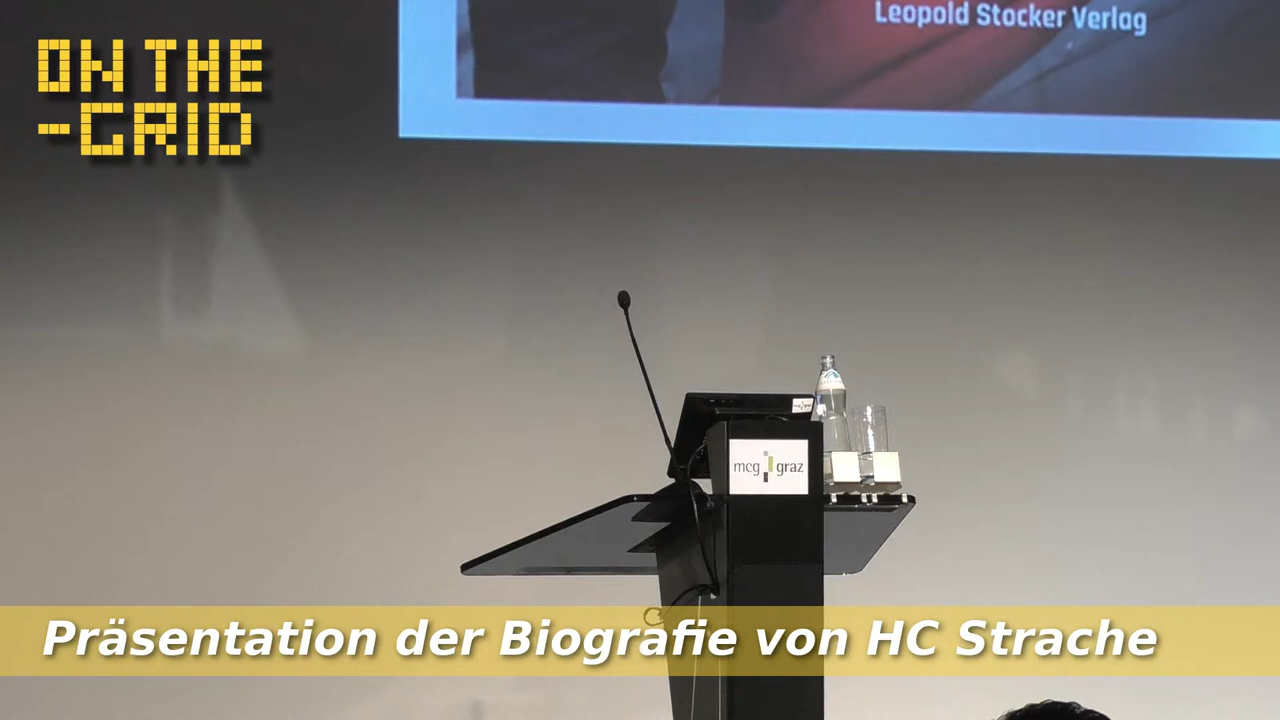 Leopold Stocker Verlag
ON THE
-GRID
mcg graz
Präsentation der Biografie von HC Strache